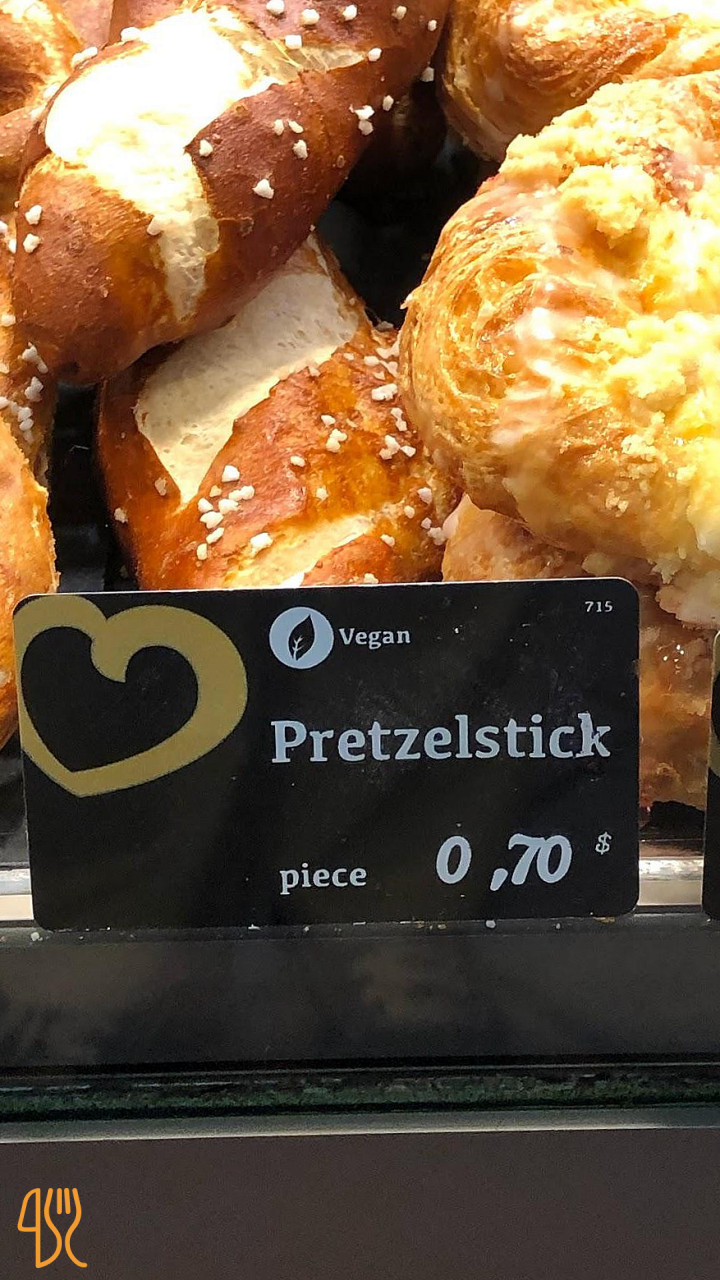 715
Vegan
Pretzelstick
piece 0,70 $